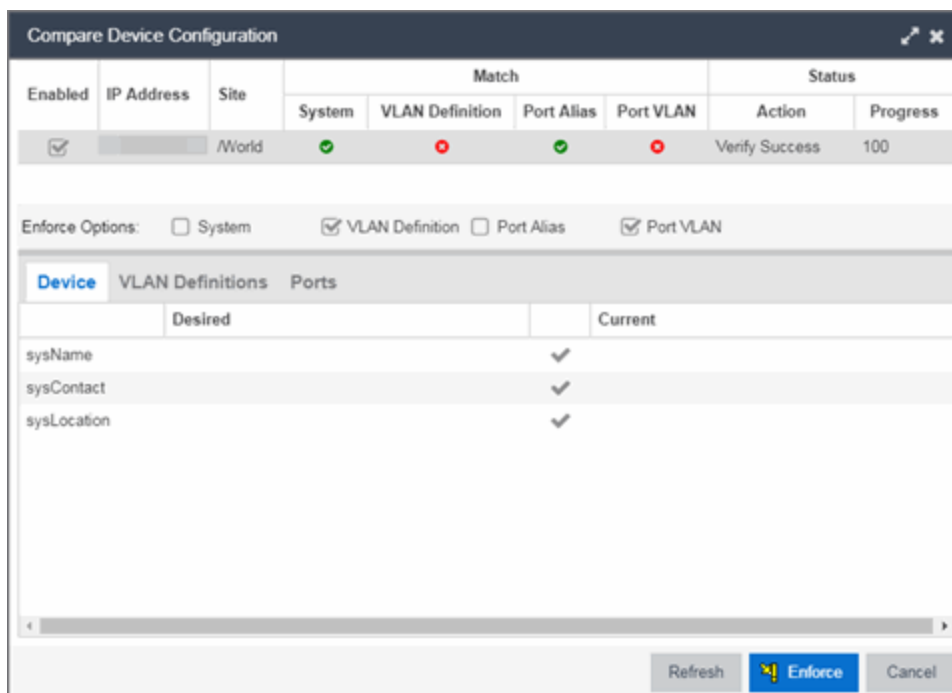 Compare Device Configuration
Match Status
Enabled IP Address Site
System VLAN Definition Port Alias Port VLAN Action Progress
/World Verify Success 100
Enforce Options: System VLAN Definition Port Alias Port VLAN
Device VLAN Definitions Ports
Desired Current
sysName
sysContact
sysLocation
Refresh Enforce Cancel